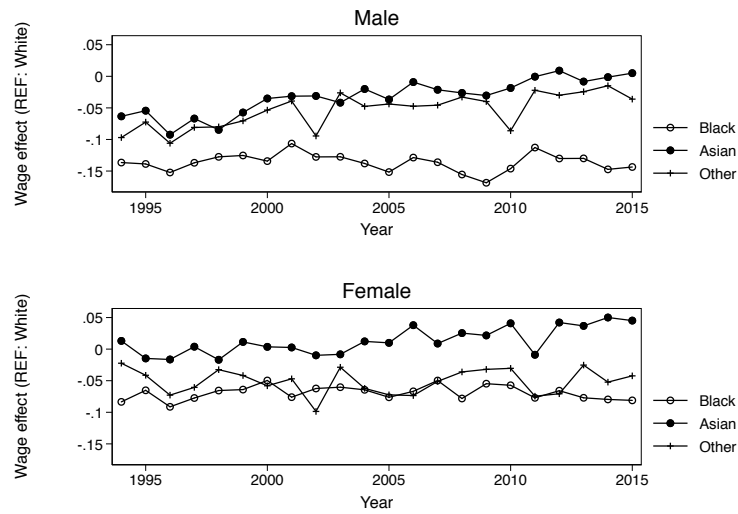 Male
Wage effect (REF: White)
.05
0
-.05
-.1
-.15
1995 2000 2005 2010 2015
Year
Black
Asian
Other
Female
Wage effect (REF: White)
.05
0
-.05
-.1
-.15
1995 2000 2005 2010 2015
Year
Black
Asian
Other